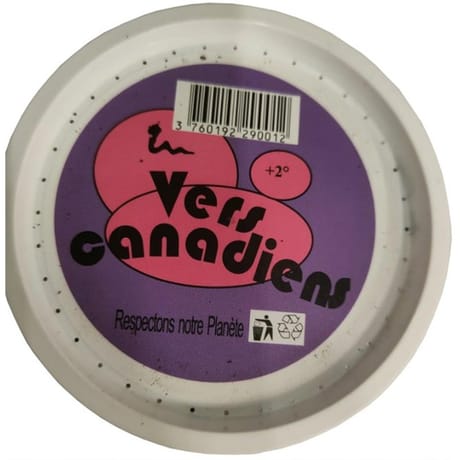 3 760192 290012
+2°
Vers
canadiens
Respectons notre Planète